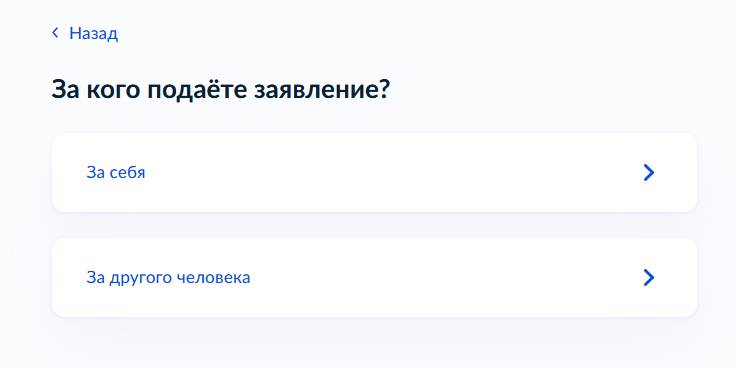 Назад
За кого подаёте заявление?
За себя
За другого человека